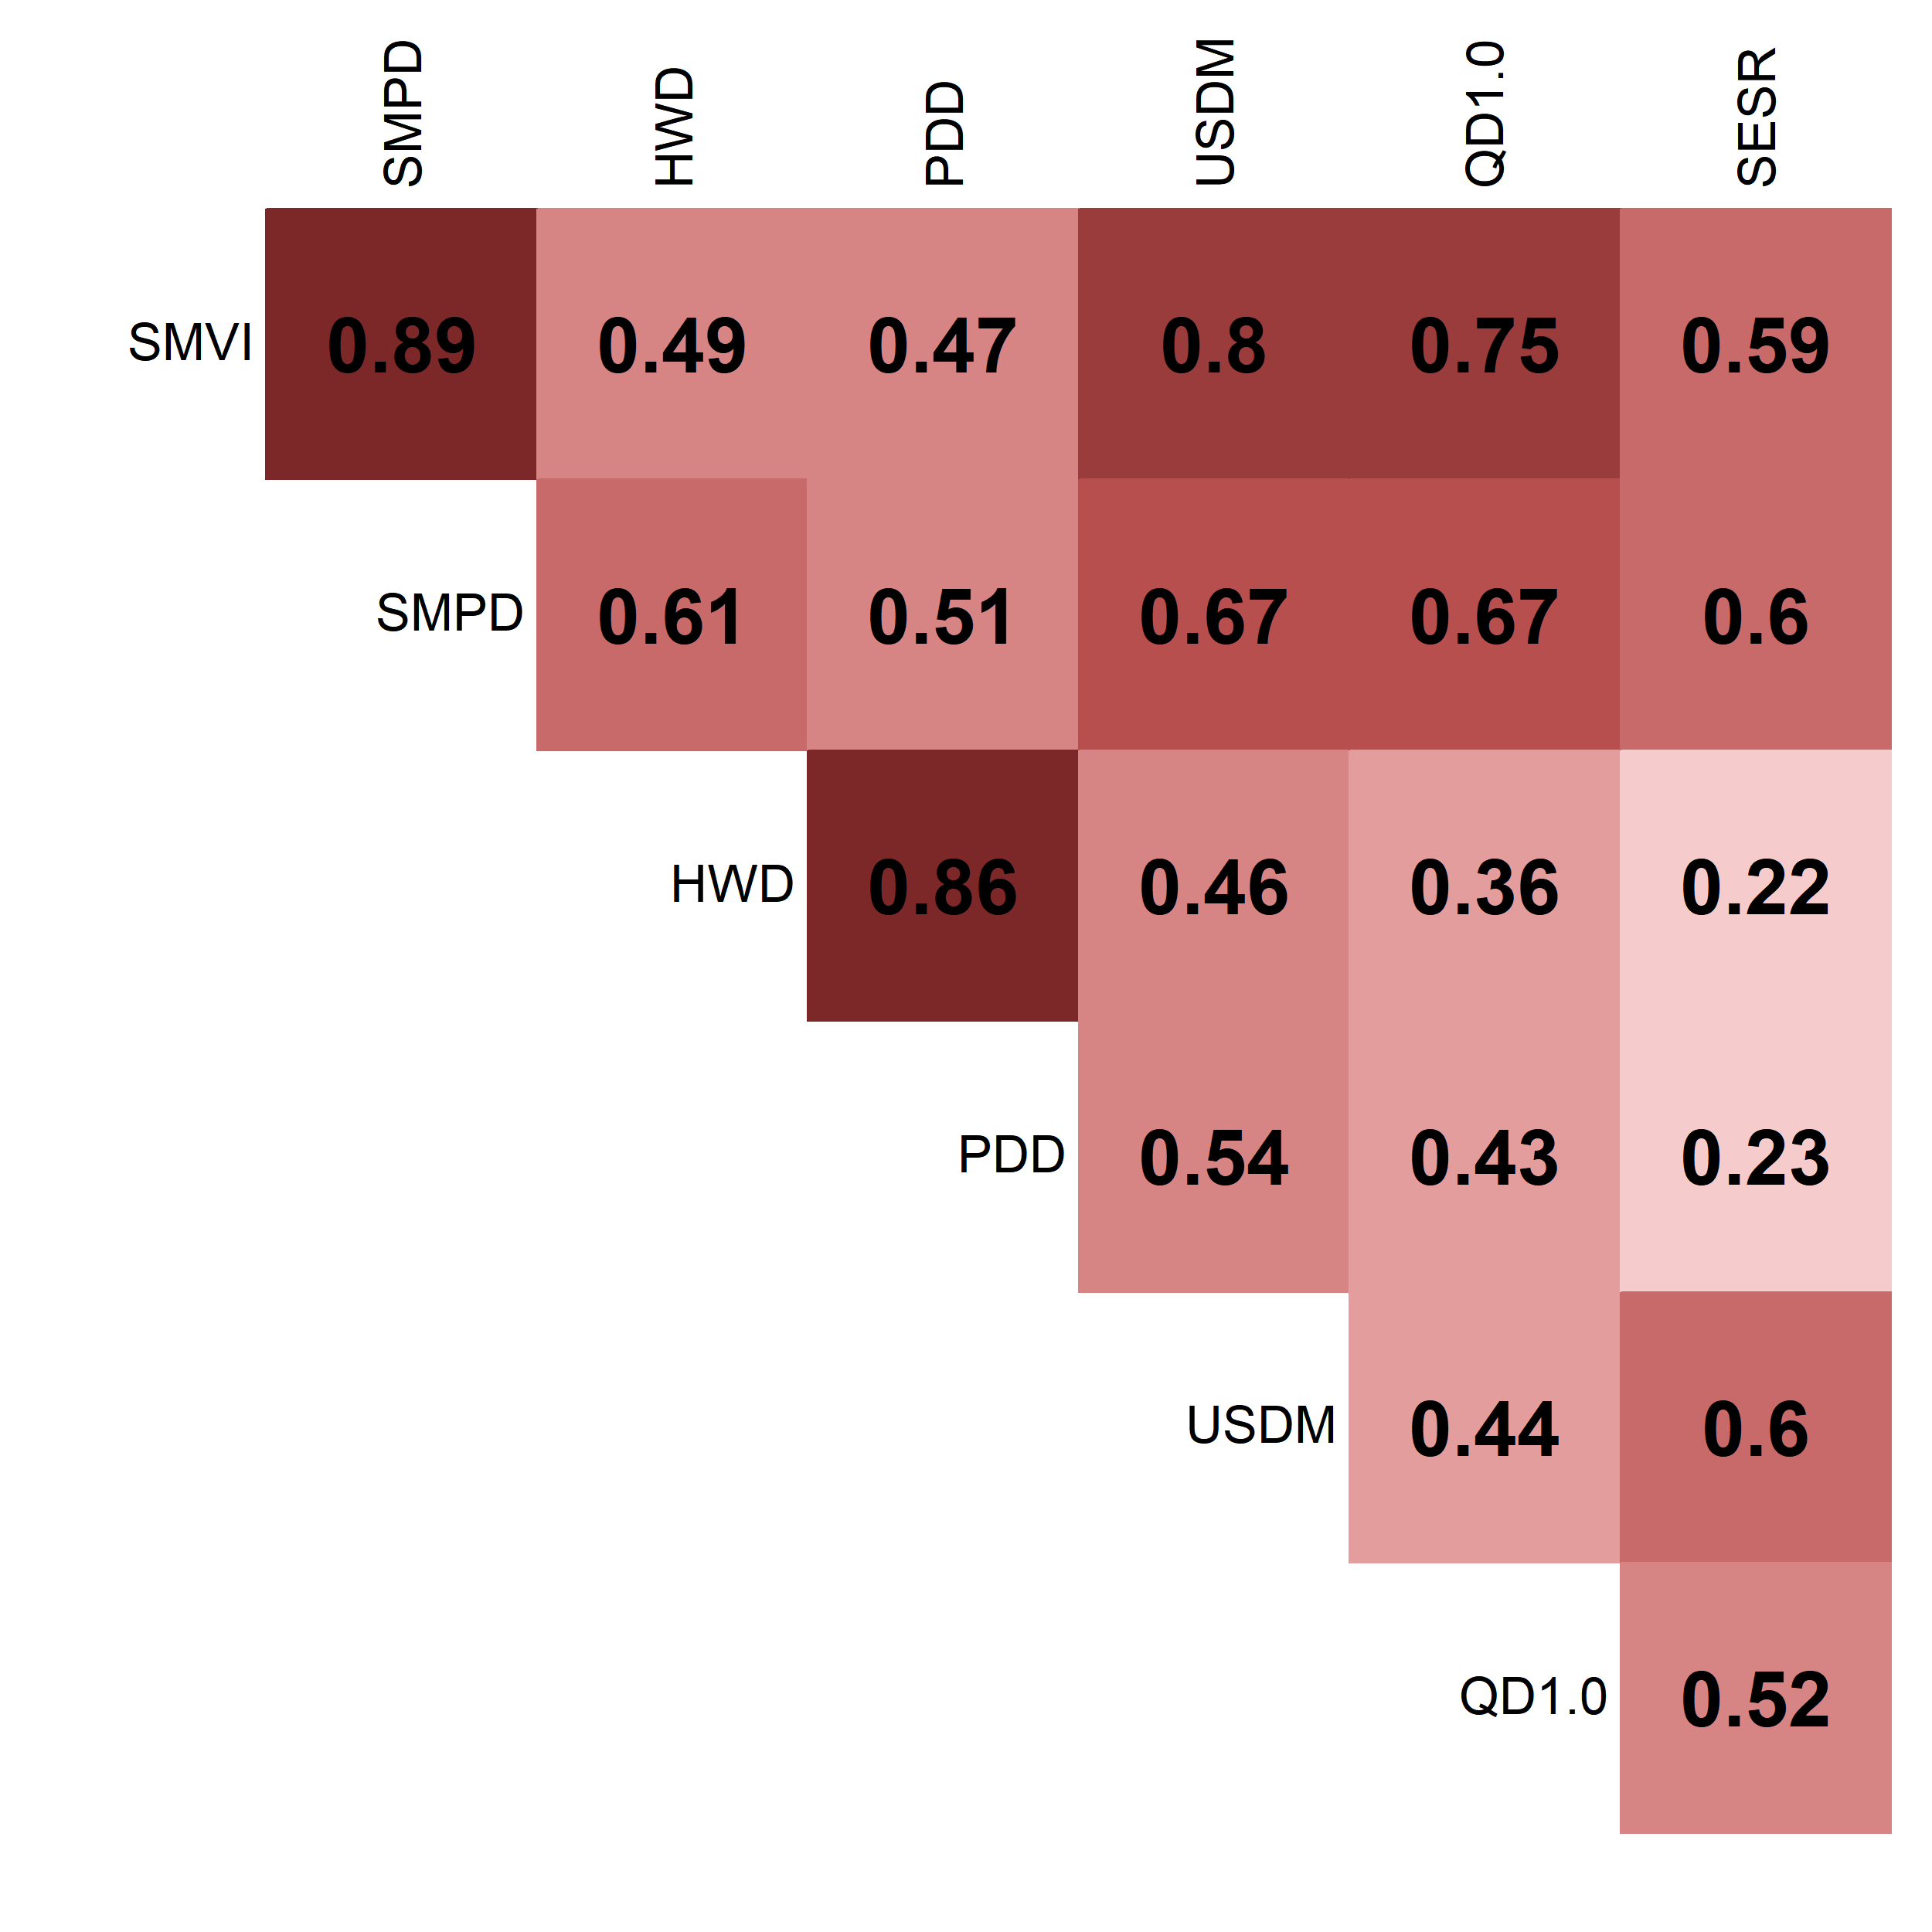 SMPD HWD PDD USDM QD1.0 SESR
SMVI 0.89 0.49 0.47 0.8 0.75 0.59
SMPD 0.61 0.51 0.67 0.67 0.6
HWD 0.86 0.46 0.36 0.22
PDD 0.54 0.43 0.23
USDM 0.44 0.6
QD1.0 0.52